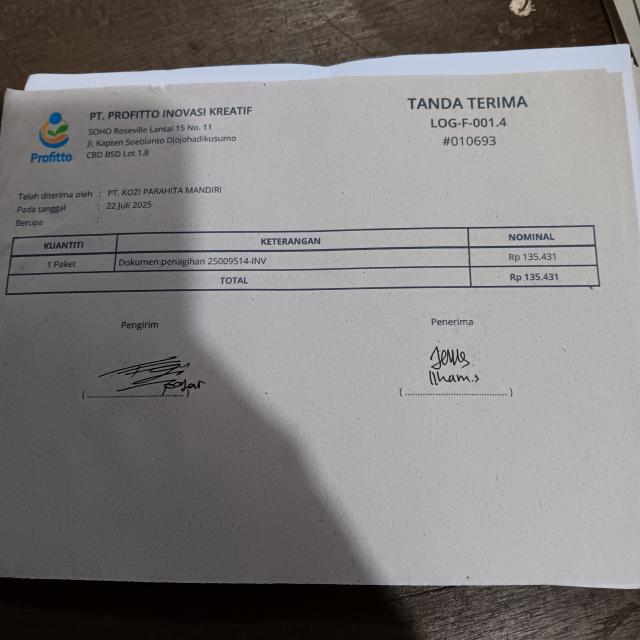 PT. PROFITTO INOVASI KREATIF
SOHO Roseville Lantai 15 No. 11
Jl. Kapten Soebianto Djojohadikusumo
CBD BSD Lot 1.8
Profitto
TANDA TERIMA
LOG-F-001.4
#010693
Telah diterima oleh : PT. KOZI PARAHITA MANDIRI
Pada tanggal : 22 Juli 2025
Berupa :
KUANTITI KETERANGAN NOMINAL
1 Paket Dokumen penagihan 25009514-INV Rp 135.431
TOTAL Rp 135.431
Pengirim Penerima
Ilham.s
(..................................) (..................................)